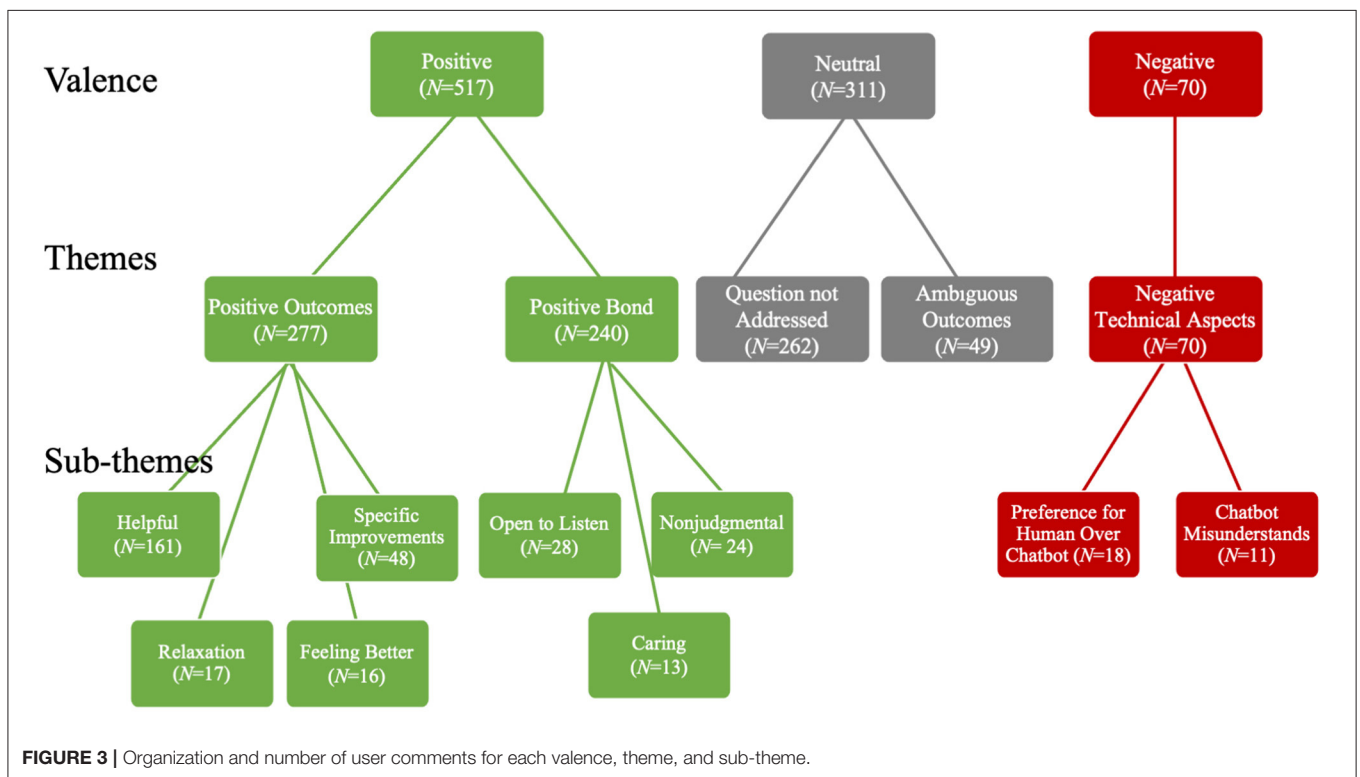 Valence
Positive
(N=517)
Neutral
(N=311)
Negative
(N=70)
Themes
Positive Outcomes
(N=277)
Positive Bond
(N=240)
Question not
Addressed
(N=262)
Ambiguous
Outcomes
(N=49)
Negative
Technical Aspects
(N=70)
Sub-themes
Helpful
(N=161)
Specific
Improvements
(N=48)
Open to Listen
(N=28)
Nonjudgmental
(N= 24)
Preference for
Human Over
Chatbot (N=18)
Chatbot
Misunderstands
(N=11)
Relaxation
(N=17)
Feeling Better
(N=16)
Caring
(N=13)
FIGURE 3 | Organization and number of user comments for each valence, theme, and sub-theme.